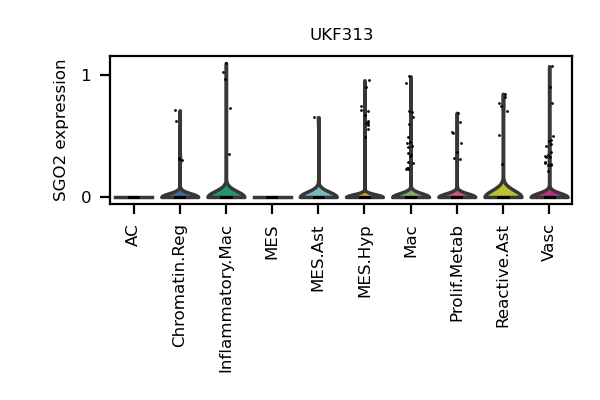 UKF313
SGO2 expression
1
0
AC
Chromatin.Reg
Inflammatory.Mac
MES
MES.Ast
MES.Hyp
Mac
Prolif.Metab
Reactive.Ast
Vasc